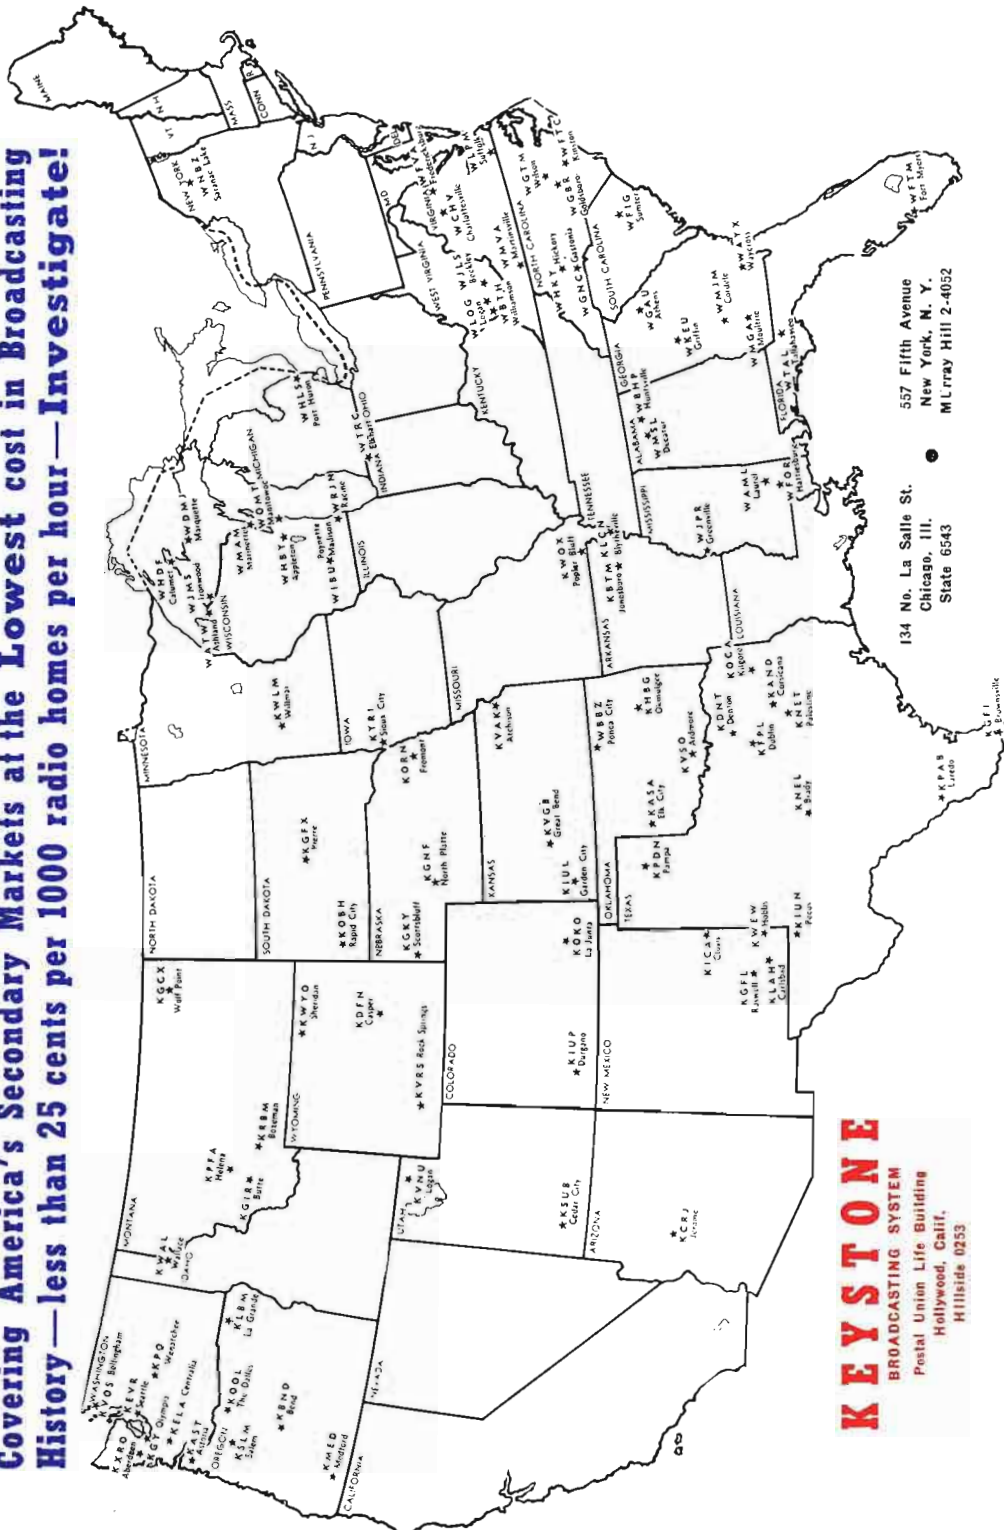 Covering America's Secondary Markets at the Lowest cost in Broadcasting
History—less than 25 cents per 1000 radio homes per hour—Investigate!
WASHINGTON
KVOS Bellingham
KXRO
Aberdeen
KEVR
Seattle
KGY Olympia
KPQ
Wenatchee
KELA Centralia
KAST
Astoria
OREGON
KSLM
Salem
KOOL
The Dalles
KLBM
La Grande
KBND
Bend
KMED
Medford
CALIFORNIA
NEVADA
KWAL
Wallace
IDAHO
MONTANA
KPFA
Helena
KGIR
Butte
KRBM
Bozeman
KGCX
Wolf Point
WYOMING
KWYO
Sheridan
KDFN
Casper
KVRS Rock Springs
UTAH
KVNU
Logan
KSUB
Cedar City
ARIZONA
KCRJ
Jerome
COLORADO
KIUP
Durgano
KOKO
La Junta
NEW MEXICO
KICA
Clovis
KGFL
Roswell
KWEW
Hobbs
KLAH
Carlsbad
NORTH DAKOTA
SOUTH DAKOTA
KGFX
Pierre
KOBH
Rapid City
NEBRASKA
KGKY
Scottsbluff
KGNF
North Platte
KORN
Fremont
KANSAS
KVAK
Atchison
KVGB
Great Bend
KIUL
Garden City
OKLAHOMA
WBBZ
Ponca City
KHBG
Okmulgee
KASA
Elk City
KVSO
Ardmore
TEXAS
KPDN
Pampa
KDNT
Denton
KOCA
Kilgore
KFPL
Dublin
KAND
Corsicana
KNET
Palestine
KNEL
Brady
KIUN
Pecos
KPAB
Laredo
KGFI
Brownsville
MINNESOTA
KWLM
Willmar
IOWA
KTRI
Sioux City
MISSOURI
KWOX
Poplar Bluff
ARKANSAS
KBTM
Jonesboro
KLCN
Blytheville
LOUISIANA
WISCONSIN
WATW
Ashland
WHDF
Calumet
WJMS
Ironwood
WDMJ
Marquette
WMAM
Marinette
WOMT
Manitowoc
WHBY
Appleton
Poynette
WIBU Madison
WRJN
Racine
MICHIGAN
WHLS
Port Huron
ILLINOIS
INDIANA
WTRC
Elkhart
OHIO
KENTUCKY
TENNESSEE
MISSISSIPPI
WJPR
Greenville
WAML
Laurel
WFOR
Hattiesburg
ALABAMA
WBHP
Huntsville
WMSL
Decatur
GEORGIA
WGAU
Athens
WKEU
Griffin
WMJM
Cordele
WAYX
Waycross
WMGA
Moultrie
FLORIDA
WTAL
Tallahassee
WFTM
Fort Myers
SOUTH CAROLINA
WFIG
Sumter
NORTH CAROLINA
WHKY Hickory
WGNC Gastonia
WGTM
Wilson
WGBR
Goldsboro
WFTC
Kinston
VIRGINIA
WFVA
Fredericksburg
WCHV
Charlottesville
WMVA
Martinsville
WLPM
Suffolk
WEST VIRGINIA
WLOG
Logan
WJLS
Beckley
WBTH
Williamson
MD
DEL
PENNSYLVANIA
N J
NEW YORK
WNBZ
Saranac Lake
VT
N H
MASS
CONN
R
MAINE
KEYSTONE
BROADCASTING SYSTEM
Postal Union Life Building
Hollywood, Calif.
Hillside 0253
134 No. La Salle St.
Chicago, Ill.
State 6543
557 Fifth Avenue
New York, N. Y.
MUrray Hill 2-4052